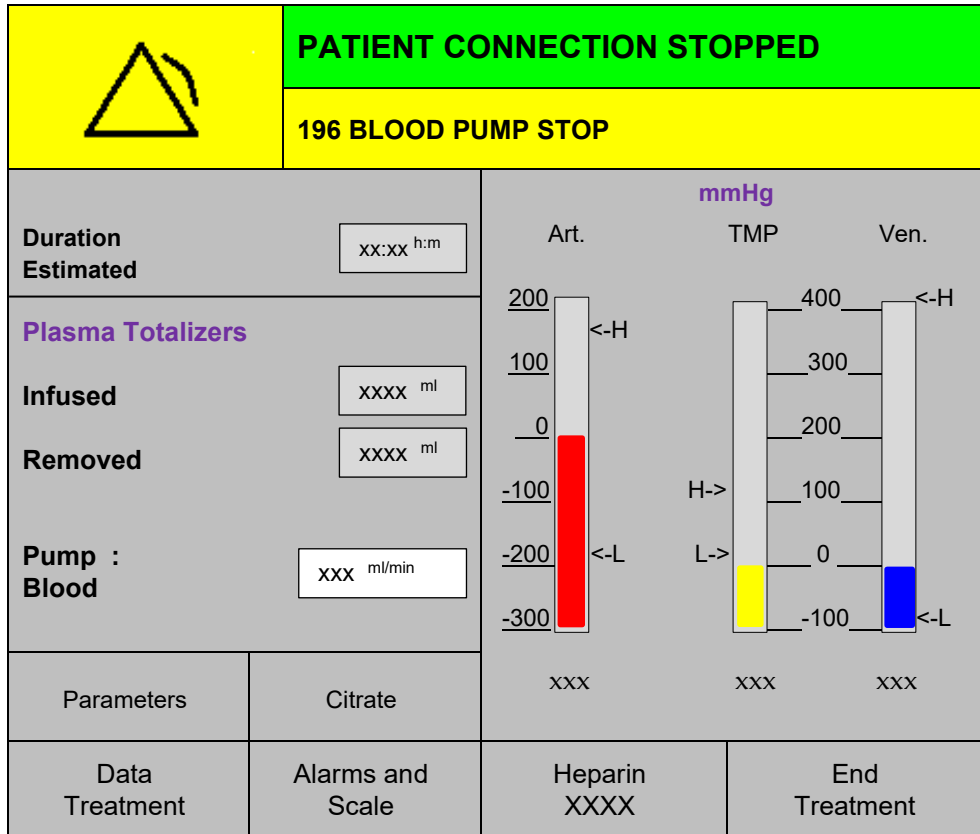 PATIENT CONNECTION STOPPED
196 BLOOD PUMP STOP
Duration
Estimated
xx:xx h:m
Plasma Totalizers
Infused
xxxx ml
Removed
xxxx ml
Pump :
Blood
xxx ml/min
mmHg
Art. TMP Ven.
200
<-H
100
0
-100
-200
<-L
-300
H->
L->
400
<-H
300
200
100
0
-100
<-L
xxx xxx xxx
Parameters
Citrate
Data
Treatment
Alarms and
Scale
Heparin
XXXX
End
Treatment